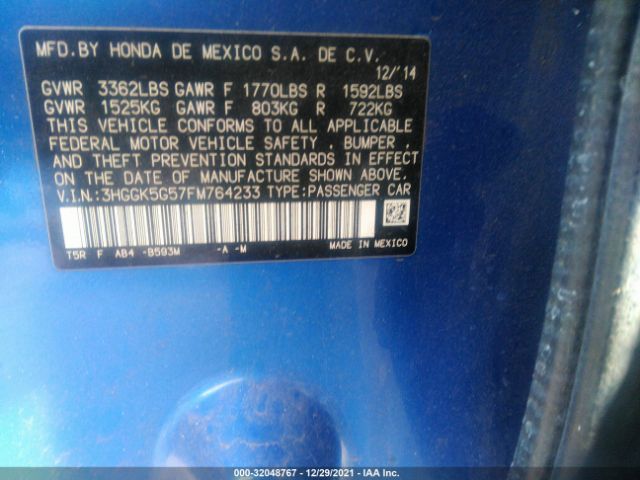 MFD.BY HONDA DE MEXICO S.A. DE C.V.
12/'14
GVWR 3362LBS GAWR F 1770LBS R 1592LBS
GVWR 1525KG GAWR F 803KG R 722KG
THIS VEHICLE CONFORMS TO ALL APPLICABLE
FEDERAL MOTOR VEHICLE SAFETY , BUMPER ,
AND THEFT PREVENTION STANDARDS IN EFFECT
ON THE DATE OF MANUFACTURE SHOWN ABOVE.
V.I.N.:3HGGK5G57FM764233 TYPE:PASSENGER CAR
T5R F AB4 -B593M -A -M MADE IN MEXICO
000-32048767 - 12/29/2021 - IAA Inc.